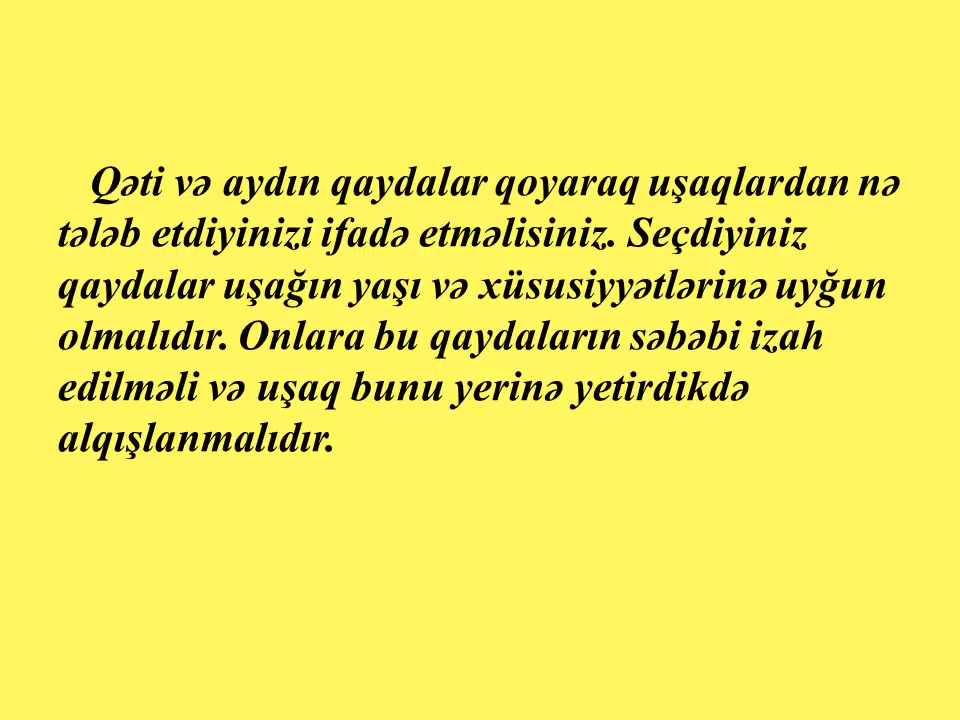 Qəti və aydın qaydalar qoyaraq uşaqlardan nə
tələb etdiyinizi ifadə etməlisiniz. Seçdiyiniz
qaydalar uşağın yaşı və xüsusiyyətlərinə uyğun
olmalıdır. Onlara bu qaydaların səbəbi izah
edilməli və uşaq bunu yerinə yetirdikdə
alqışlanmalıdır.